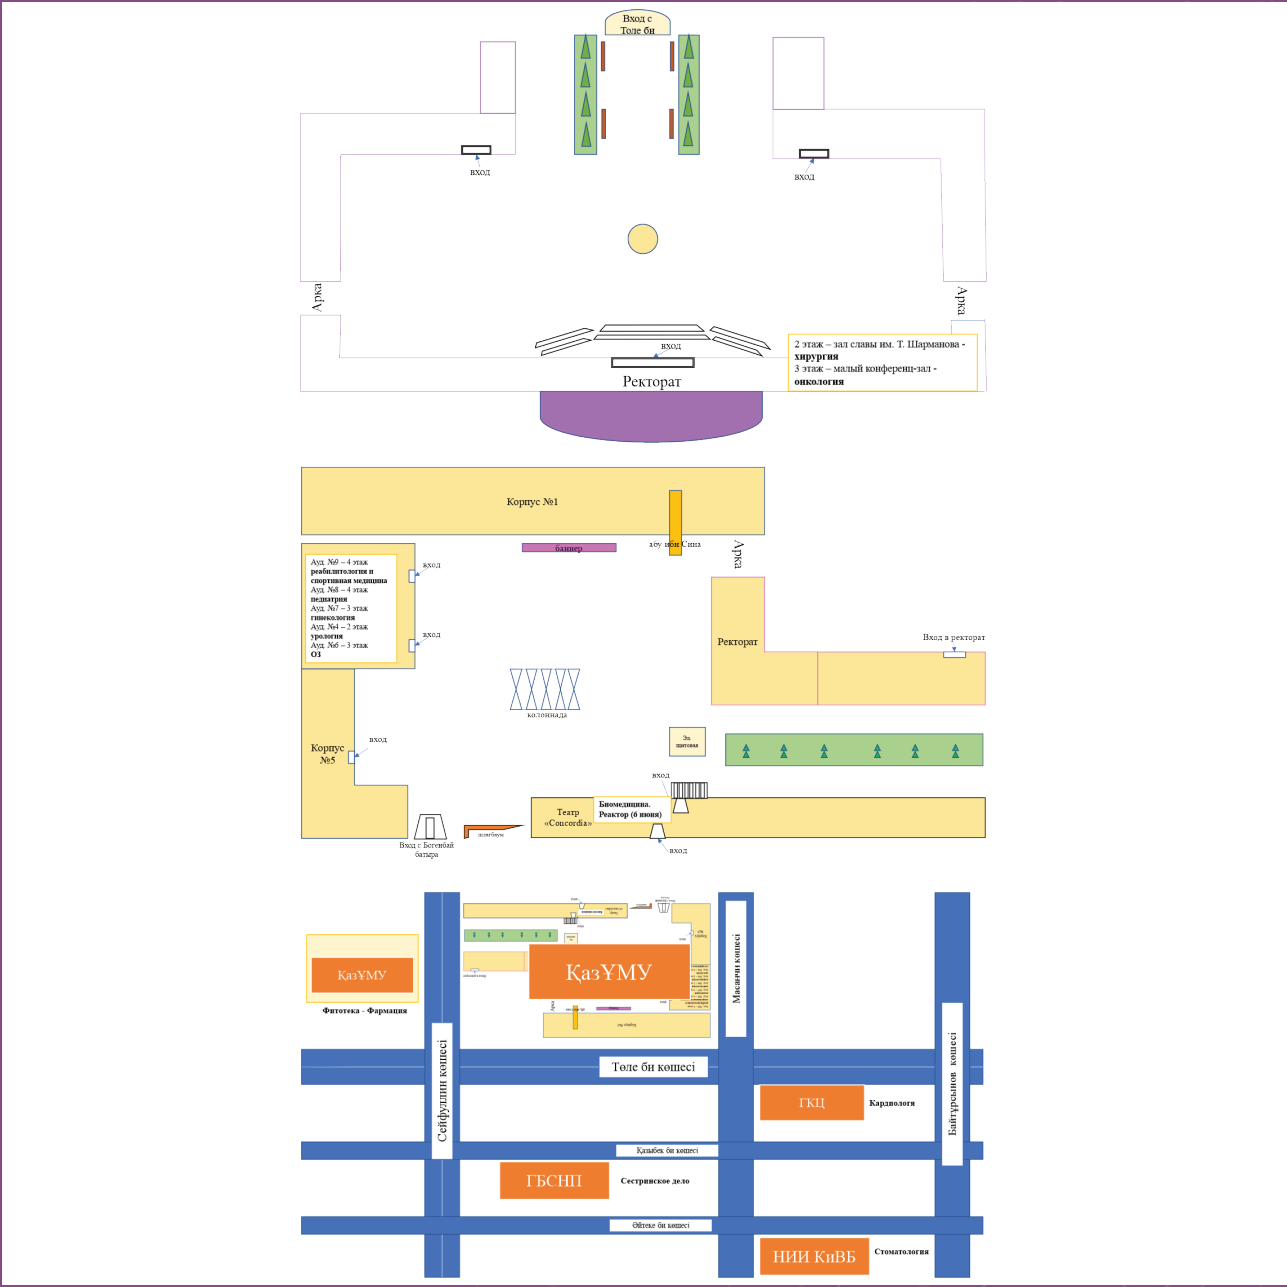 Вход с
Толе би
вход
вход
Арка
Арка
вход
Ректорат
2 этаж – зал славы им. Т. Шарманова -
хирургия
3 этаж – малый конференц-зал -
онкология
Корпус №1
абу ибн Сина
баннер
Арка
Ауд. №9 – 4 этаж
реабилитология и
спортивная медицина
Ауд. №8 – 4 этаж
педиатрия
Ауд. №7 – 3 этаж
гинекология
Ауд. №4 – 2 этаж
урология
Ауд. №6 – 3 этаж
ОЗ
вход
вход
Ректорат
Вход в ректорат
колоннада
Эл.
щитовая
Корпус
№5
вход
вход
Театр
«Concordia»
Биомедицина.
Реактор (6 июня)
Вход с Богенбай
батыра
шлагбаум
вход
ҚазҰМУ
Фитотека - Фармация
ҚазҰМУ
Масанчи көшесі
Сейфуллин көшесі
Төле би көшесі
Байтұрсынов көшесі
ГКЦ
Кардиологя
Қазыбек би көшесі
ГБСНП
Сестринское дело
Әйтеке би көшесі
НИИ КиВБ
Стоматология